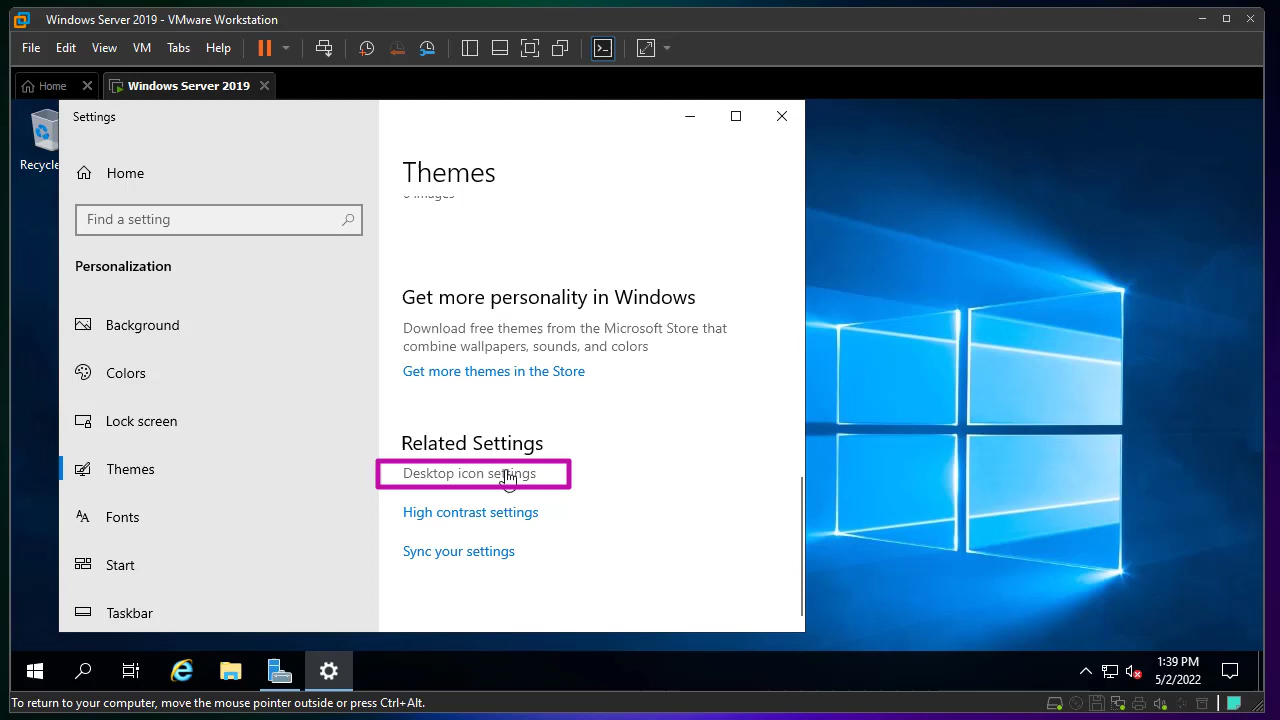 Windows Server 2019 - VMware Workstation
File Edit View VM Tabs Help
Home Windows Server 2019
Settings
Recycle
Home
Find a setting
Personalization
Background
Colors
Lock screen
Themes
Fonts
Start
Taskbar
Themes
Get more personality in Windows
Download free themes from the Microsoft Store that
combine wallpapers, sounds, and colors
Get more themes in the Store
Related Settings
Desktop icon settings
High contrast settings
Sync your settings
1:39 PM
5/2/2022
To return to your computer, move the mouse pointer outside or press Ctrl+Alt.